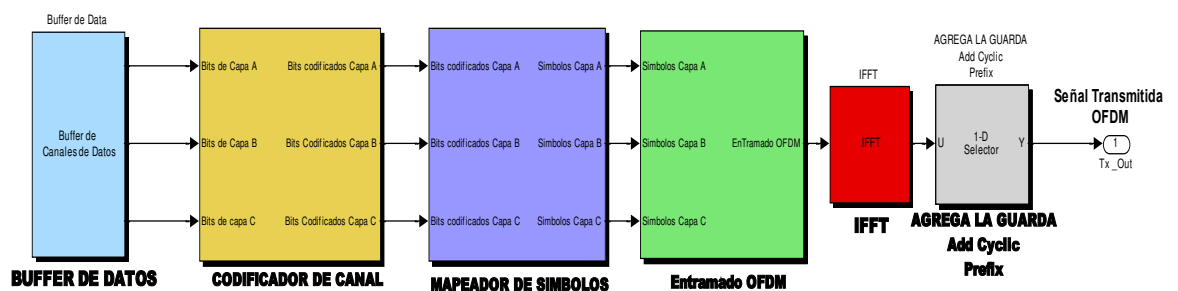 Buffer de Data
Buffer de
Canales de Datos
BUFFER DE DATOS
Bits de Capa A
Bits codificados Capa A
Bits de Capa B
Bits Codificados Capa B
Bits de capa C
Bits Codificados Capa C
CODIFICADOR DE CANAL
Bits codificados Capa A
Simbolos Capa A
Bits codificados Capa B
Simbolos Capa B
Bits codificados Capa C
Simbolos Capa C
MAPEADOR DE SIMBOLOS
Simbolos Capa A
Simbolos Capa B
EnTramado OFDM
Simbolos Capa C
Entramado OFDM
IFFT
IFFT
IFFT
AGREGA LA GUARDA
Add Cyclic
Prefix
U
1-D
Selector
Y
AGREGA LA GUARDA
Add Cyclic
Prefix
Señal Transmitida
OFDM
1
Tx _Out